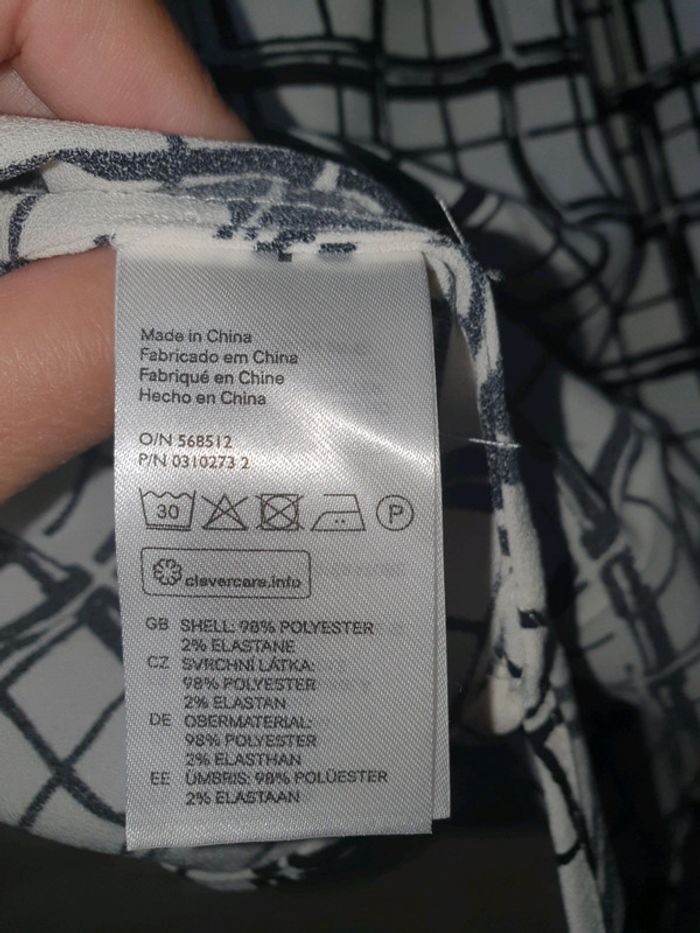 Made in China
Fabricado em China
Fabriqué en Chine
Hecho en China
O/N 568512
P/N 0310273 2
30
P
clevercare.info
GB SHELL: 98% POLYESTER
2% ELASTANE
CZ SVRCHNÍ LÁTKA:
98% POLYESTER
2% ELASTAN
DE OBERMATERIAL:
98% POLYESTER
2% ELASTHAN
EE ÜMBRIS: 98% POLÜESTER
2% ELASTAAN